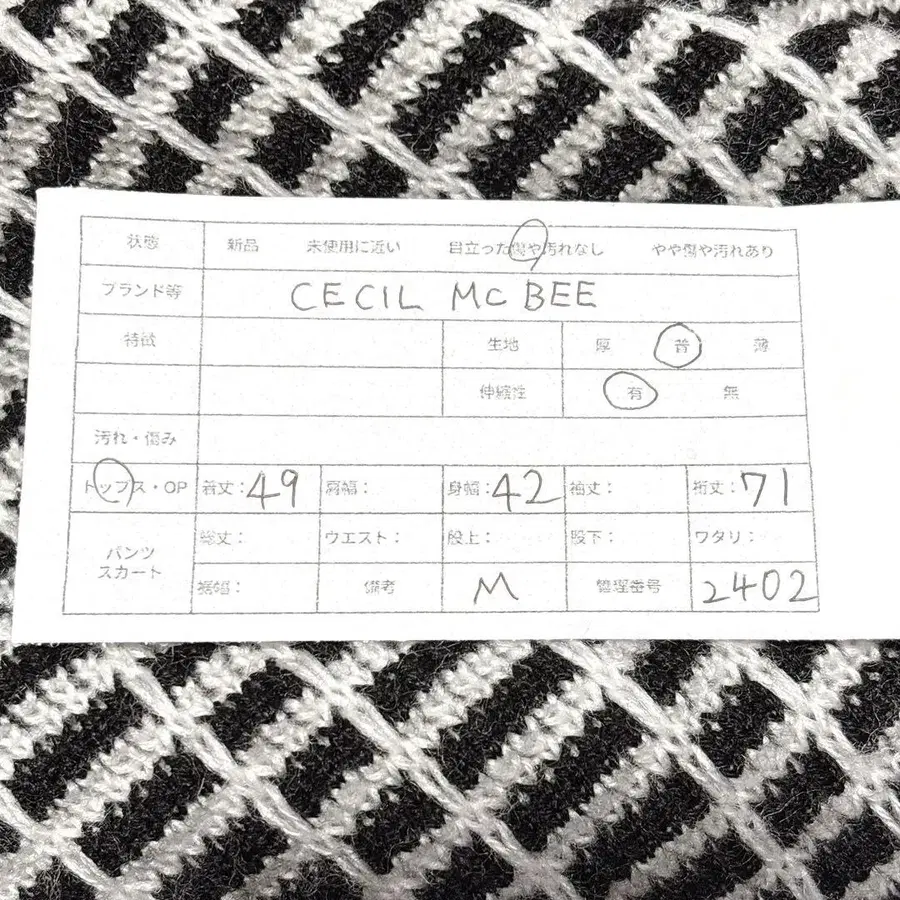 状態 新品 未使用に近い 目立った傷や汚れなし やや傷や汚れあり
ブランド等 CECIL MC BEE
特徴 生地 厚 普 薄
伸縮性 有 無
汚れ・傷み
トップス・OP 着丈:49 肩幅: 身幅:42 袖丈: 裄丈:71
パンツ スカート 総丈: ウエスト: 股上: 股下: ワタリ:
裾幅: 備考 M 管理番号 2402